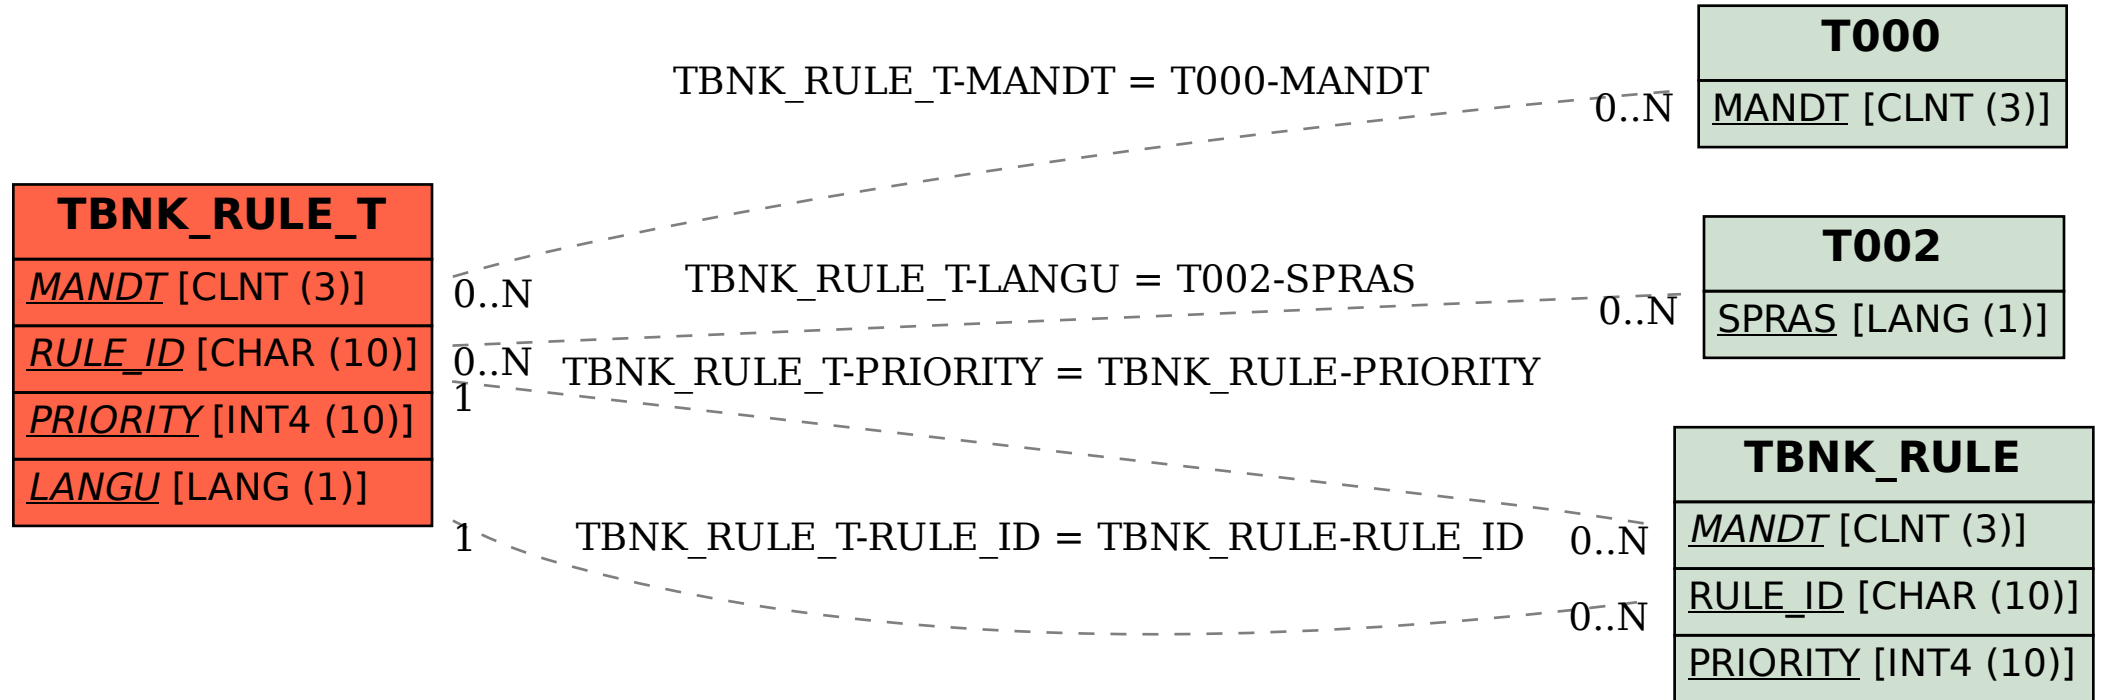 T000
MANDT [CLNT (3)]
TBNK_RULE_T-MANDT = T000-MANDT
0..N
0..N
TBNK_RULE_T
MANDT [CLNT (3)]
RULE_ID [CHAR (10)]
PRIORITY [INT4 (10)]
LANGU [LANG (1)]
T002
SPRAS [LANG (1)]
TBNK_RULE_T-LANGU = T002-SPRAS
0..N
0..N
TBNK_RULE_T-PRIORITY = TBNK_RULE-PRIORITY
1
0..N
TBNK_RULE_T-RULE_ID = TBNK_RULE-RULE_ID
1
0..N
TBNK_RULE
MANDT [CLNT (3)]
RULE_ID [CHAR (10)]
PRIORITY [INT4 (10)]